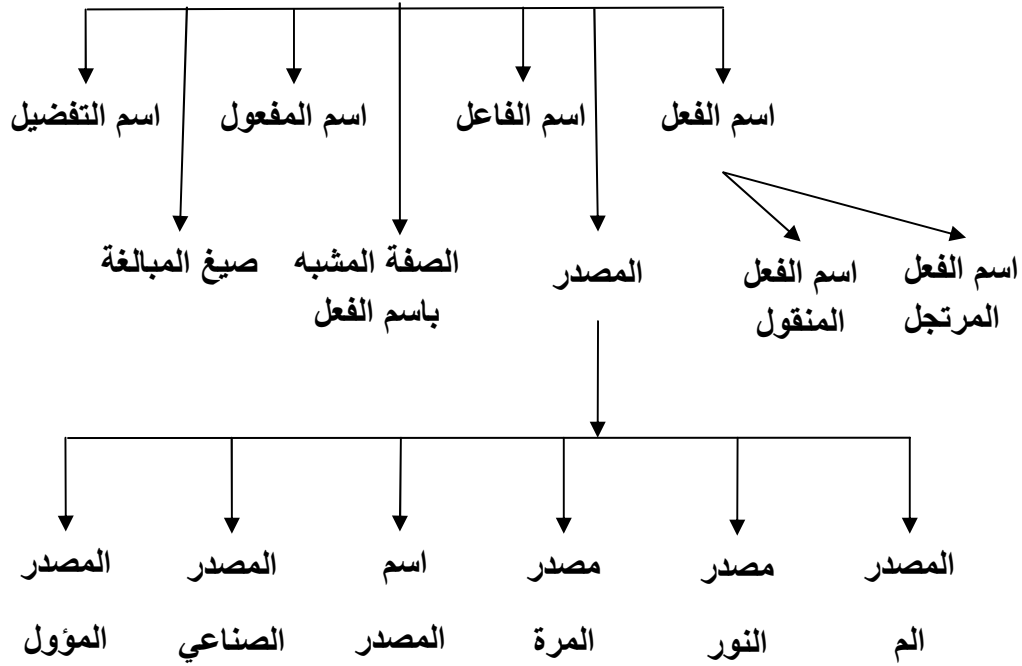 اسم الفعل اسم الفاعل اسم المفعول اسم التفضيل
اسم الفعل المرتجل
اسم الفعل المنقول
المصدر
الصفة المشبه باسم الفعل
صيغ المبالغة
المصدر الم
مصدر النور
مصدر المرة
اسم المصدر
المصدر الصناعي
المصدر المؤول